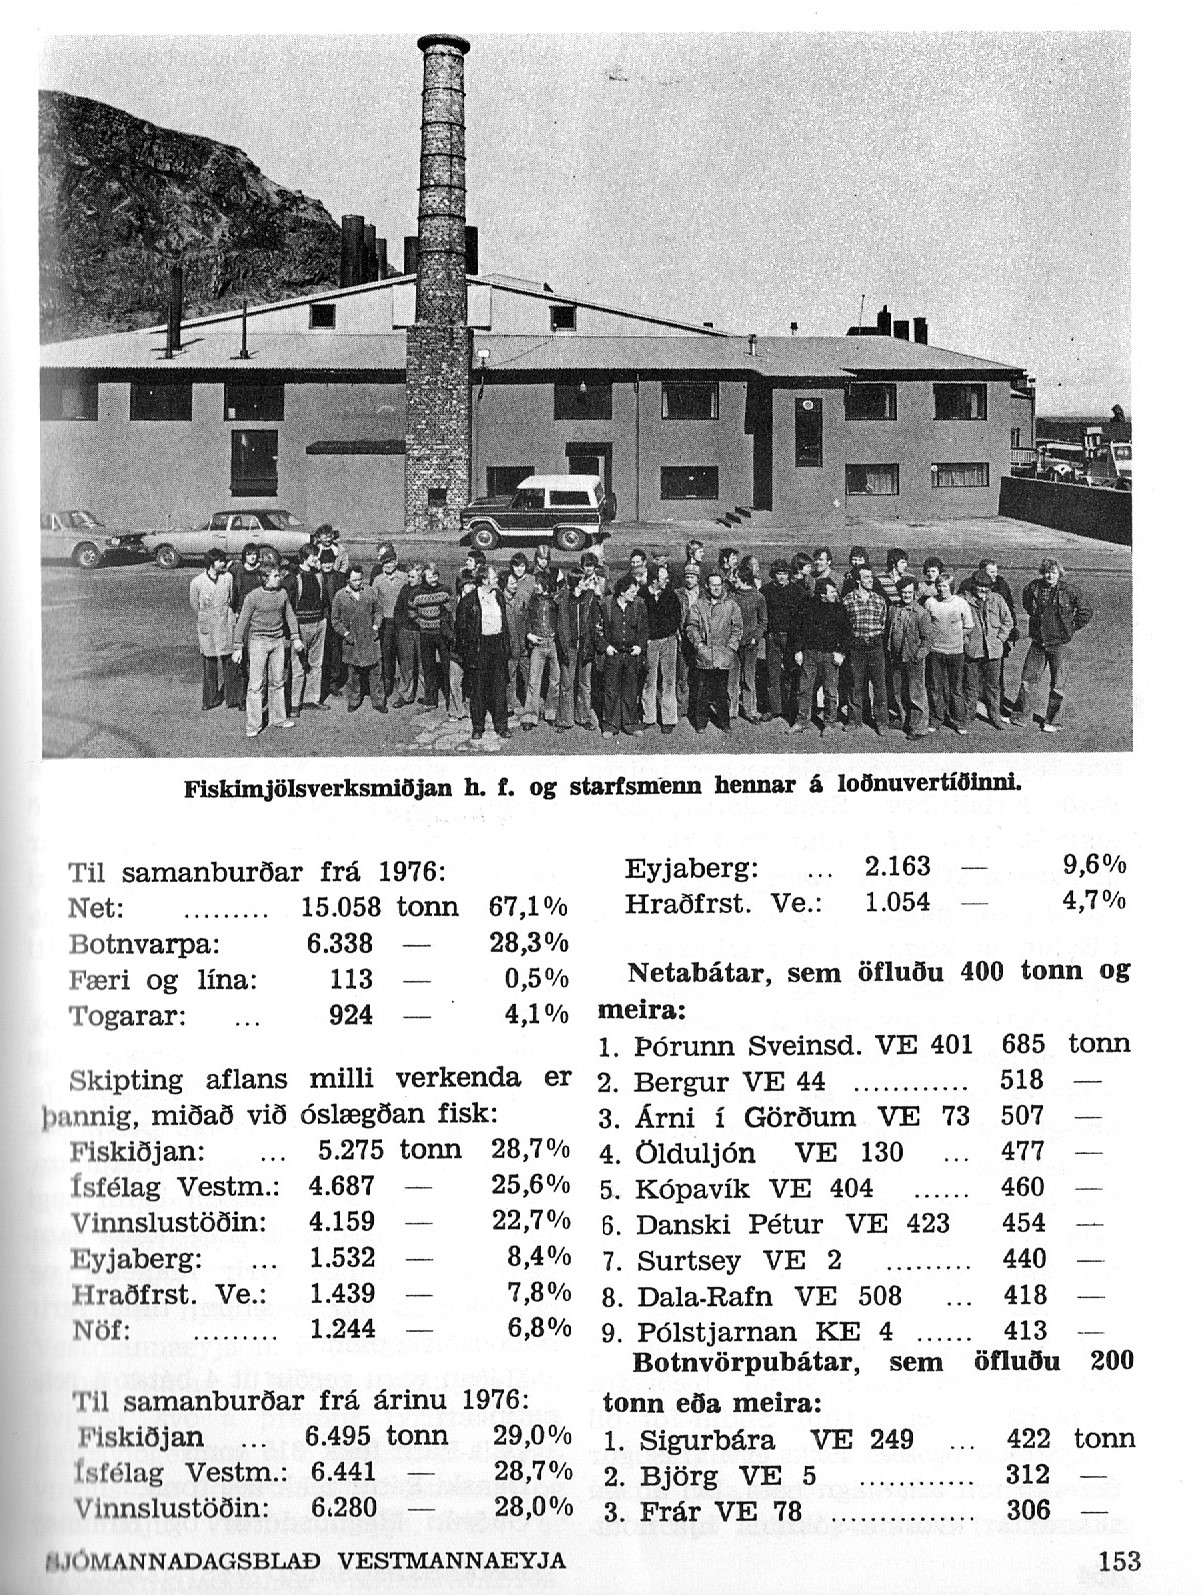 Fiskimjölsverksmiðjan h. f. og starfsmenn hennar á loðnuvertíðinni.
Til samanburðar frá 1976:
Net: ......... 15.058 tonn 67,1%
Botnvarpa: 6.338 — 28,3%
Færi og lína: 113 — 0,5%
Togarar: ... 924 — 4,1%
Skipting aflans milli verkenda er
þannig, miðað við óslægðan fisk:
Fiskiðjan: ... 5.275 tonn 28,7%
Ísfélag Vestm.: 4.687 — 25,6%
Vinnslustöðin: 4.159 — 22,7%
Eyjaberg: ... 1.532 — 8,4%
Hraðfrst. Ve.: 1.439 — 7,8%
Nöf: ......... 1.244 — 6,8%
Til samanburðar frá árinu 1976:
Fiskiðjan ... 6.495 tonn 29,0%
Ísfélag Vestm.: 6.441 — 28,7%
Vinnslustöðin: 6.280 — 28,0%
Eyjaberg: ... 2.163 — 9,6%
Hraðfrst. Ve.: 1.054 — 4,7%
Netabátar, sem öfluðu 400 tonn og
meira:
1. Þórunn Sveinsd. VE 401 685 tonn
2. Bergur VE 44 ............ 518 —
3. Árni í Görðum VE 73 507 —
4. Ölduljón VE 130 ... 477 —
5. Kópavík VE 404 ...... 460 —
6. Danski Pétur VE 423 454 —
7. Surtsey VE 2 ......... 440 —
8. Dala-Rafn VE 508 ... 418 —
9. Pólstjarnan KE 4 ...... 413 —
Botnvörpubátar, sem öfluðu 200
tonn eða meira:
1. Sigurbára VE 249 ... 422 tonn
2. Björg VE 5 ............ 312 —
3. Frár VE 78 ............... 306 —
SJÓMANNADAGSBLAÐ VESTMANNAEYJA
153